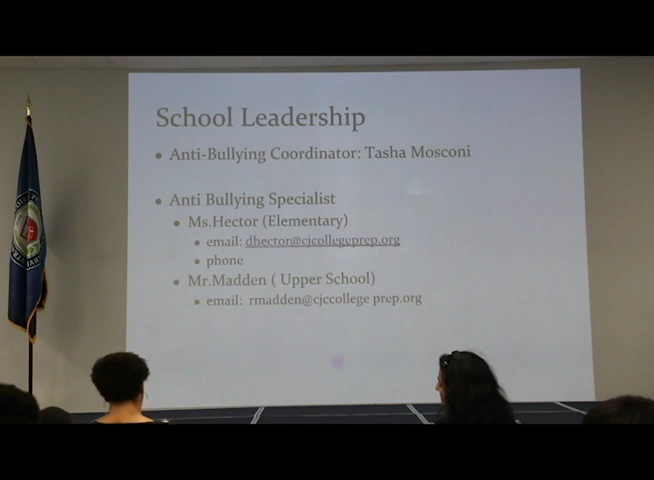 School Leadership
• Anti-Bullying Coordinator: Tasha Mosconi
• Anti Bullying Specialist
• Ms.Hector (Elementary)
• email: dhector@cjcollegeprep.org
• phone
• Mr.Madden ( Upper School)
• email: rmadden@cjccollege prep.org